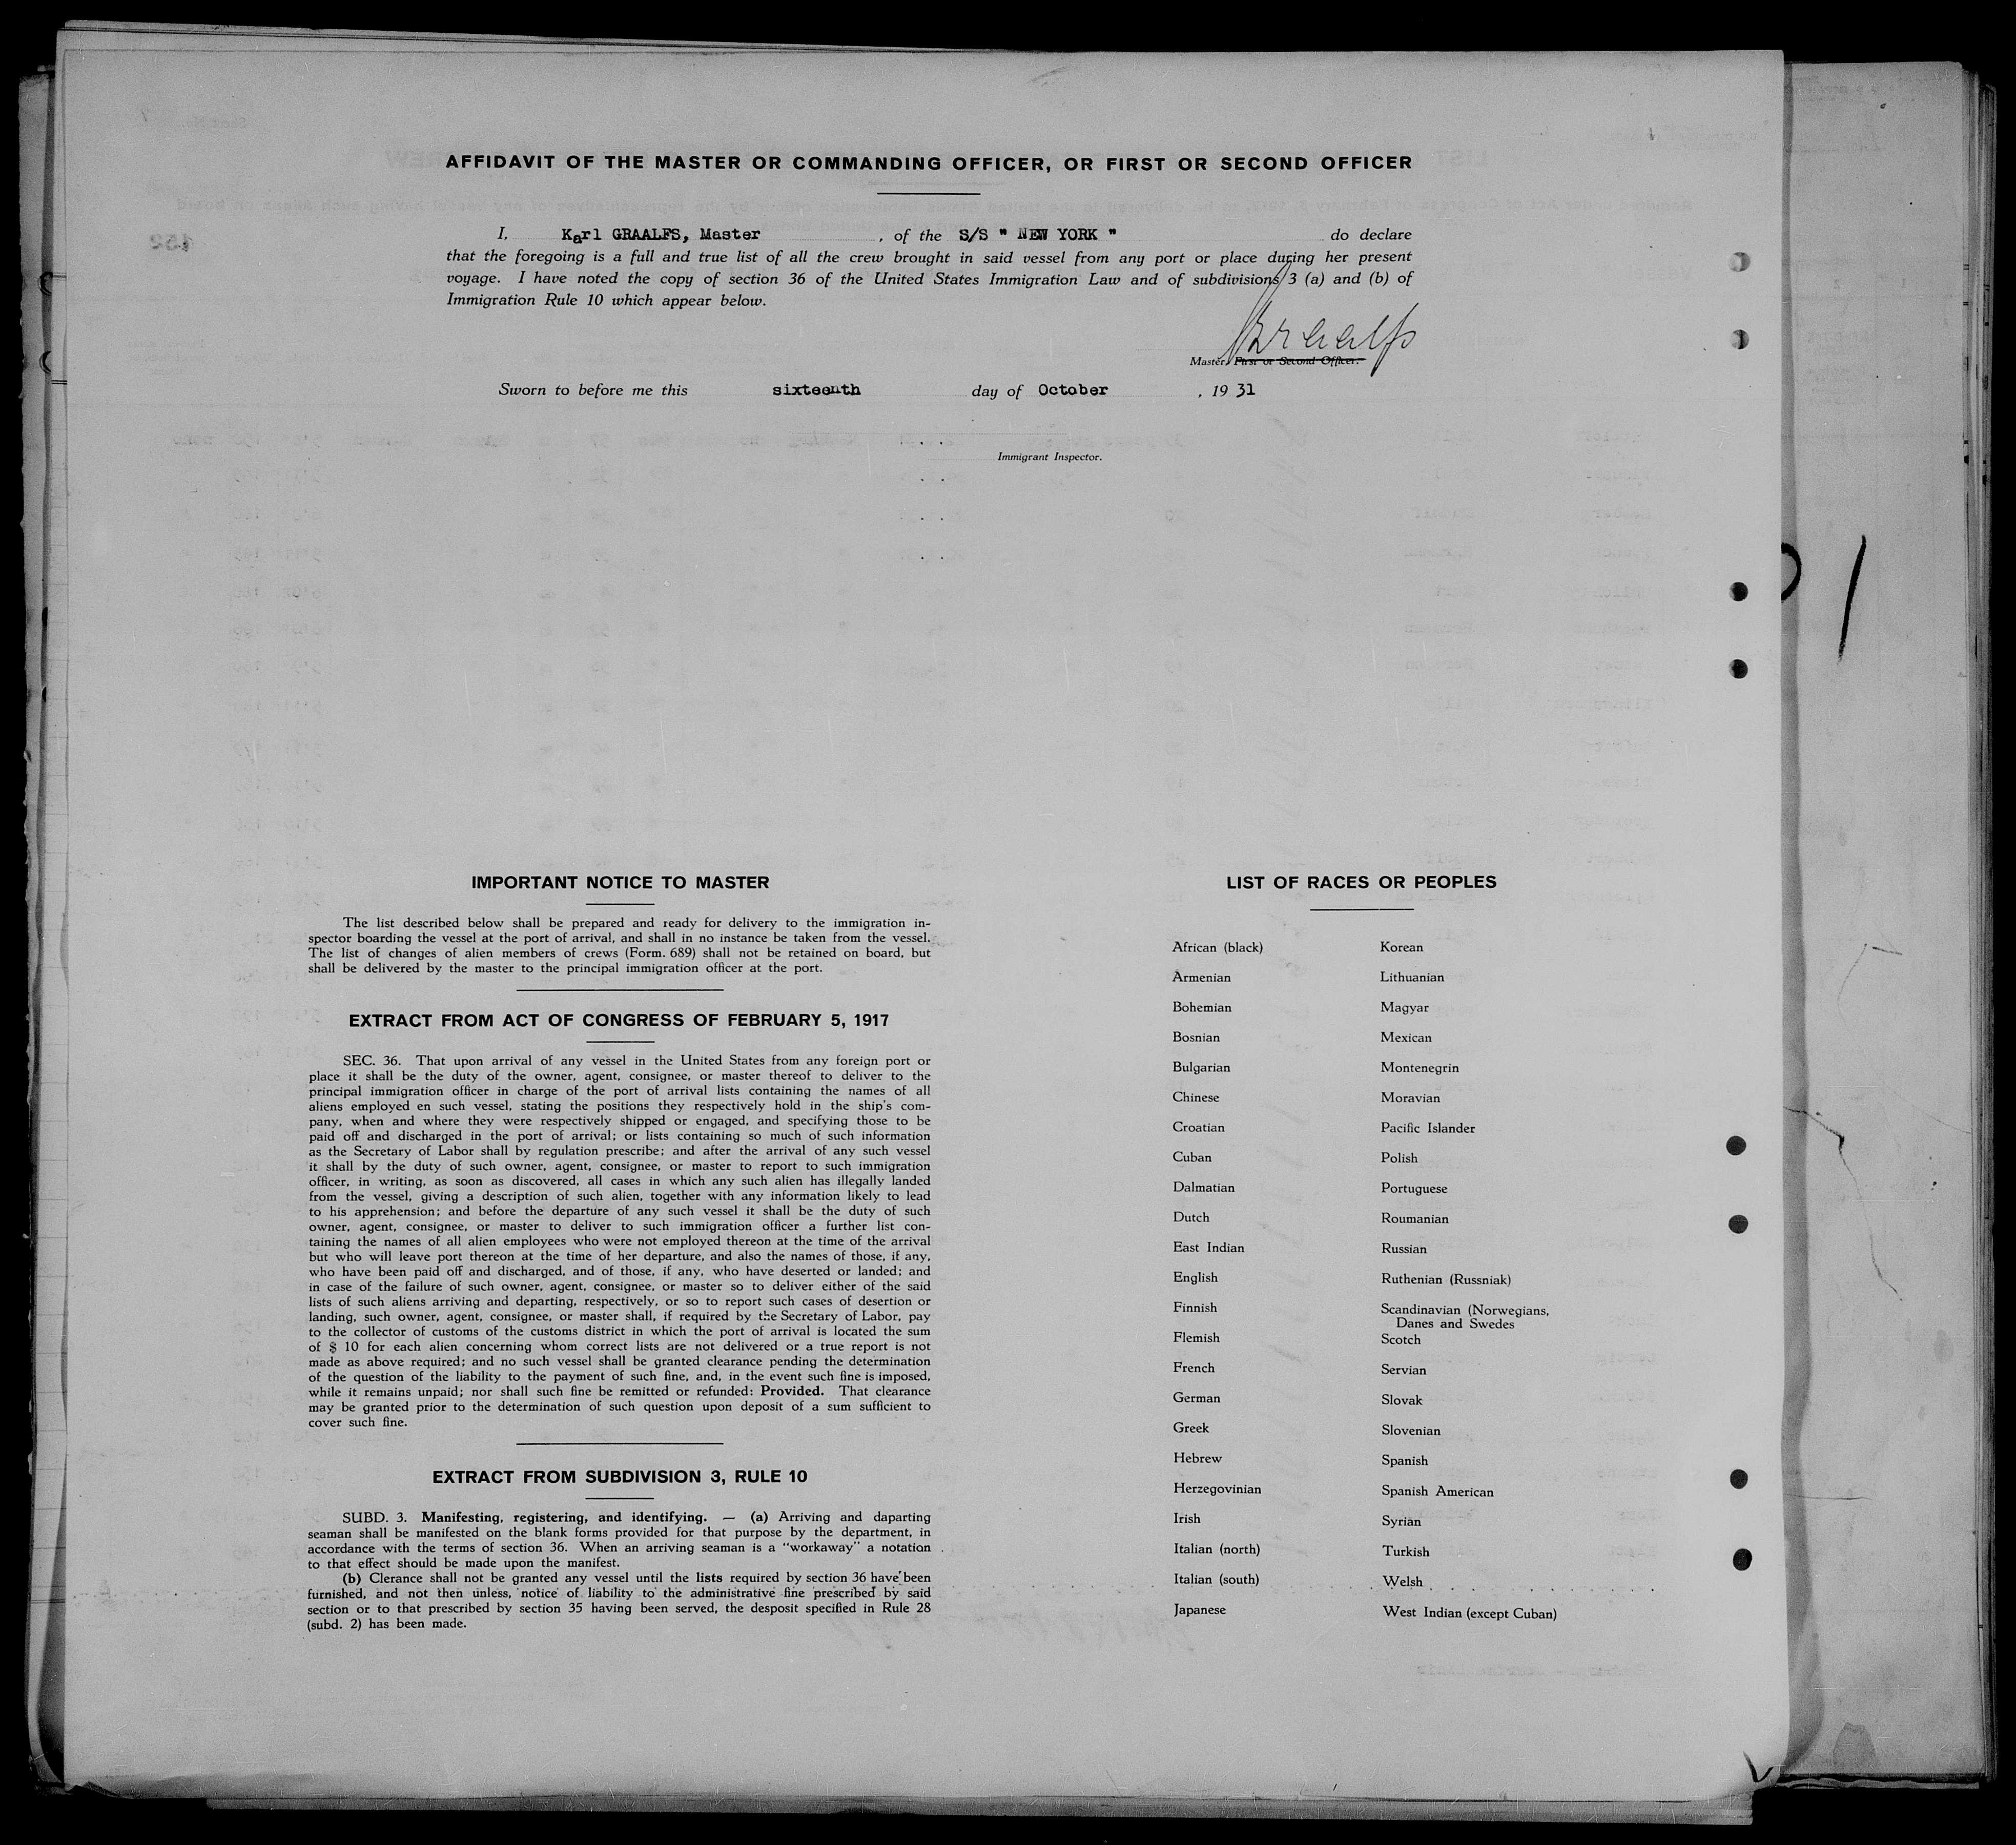 AFFIDAVIT OF THE MASTER OR COMMANDING OFFICER, OR FIRST OR SECOND OFFICER
I, Karl GRAALFS, Master , of the S/S " NEW YORK " do declare
that the foregoing is a full and true list of all the crew brought in said vessel from any port or place during her present
voyage. I have noted the copy of section 36 of the United States Immigration Law and of subdivisions 3 (a) and (b) of
Immigration Rule 10 which appear below.
Graalfs
Master, First or Second Officer.
Sworn to before me this sixteenth day of October , 19 31
Immigrant Inspector.
IMPORTANT NOTICE TO MASTER
The list described below shall be prepared and ready for delivery to the immigration in-
spector boarding the vessel at the port of arrival, and shall in no instance be taken from the vessel.
The list of changes of alien members of crews (Form. 689) shall not be retained on board, but
shall be delivered by the master to the principal immigration officer at the port.
EXTRACT FROM ACT OF CONGRESS OF FEBRUARY 5, 1917
SEC. 36. That upon arrival of any vessel in the United States from any foreign port or
place it shall be the duty of the owner, agent, consignee, or master thereof to deliver to the
principal immigration officer in charge of the port of arrival lists containing the names of all
aliens employed en such vessel, stating the positions they respectively hold in the ship's com-
pany, when and where they were respectively shipped or engaged, and specifying those to be
paid off and discharged in the port of arrival; or lists containing so much of such information
as the Secretary of Labor shall by regulation prescribe; and after the arrival of any such vessel
it shall by the duty of such owner, agent, consignee, or master to report to such immigration
officer, in writing, as soon as discovered, all cases in which any such alien has illegally landed
from the vessel, giving a description of such alien, together with any information likely to lead
to his apprehension; and before the departure of any such vessel it shall be the duty of such
owner, agent, consignee, or master to deliver to such immigration officer a further list con-
taining the names of all alien employees who were not employed thereon at the time of the arrival
but who will leave port thereon at the time of her departure, and also the names of those, if any,
who have been paid off and discharged, and of those, if any, who have deserted or landed; and
in case of the failure of such owner, agent, consignee, or master so to deliver either of the said
lists of such aliens arriving and departing, respectively, or so to report such cases of desertion or
landing, such owner, agent, consignee, or master shall, if required by the Secretary of Labor, pay
to the collector of customs of the customs district in which the port of arrival is located the sum
of $ 10 for each alien concerning whom correct lists are not delivered or a true report is not
made as above required; and no such vessel shall be granted clearance pending the determination
of the question of the liability to the payment of such fine, and, in the event such fine is imposed,
while it remains unpaid; nor shall such fine be remitted or refunded: Provided. That clearance
may be granted prior to the determination of such question upon deposit of a sum sufficient to
cover such fine.
EXTRACT FROM SUBDIVISION 3, RULE 10
SUBD. 3. Manifesting, registering, and identifying. — (a) Arriving and daparting
seaman shall be manifested on the blank forms provided for that purpose by the department, in
accordance with the terms of section 36. When an arriving seaman is a "workaway" a notation
to that effect should be made upon the manifest.
(b) Clerance shall not be granted any vessel until the lists required by section 36 have been
furnished, and not then unless, notice of liability to the administrative fine prescribed by said
section or to that prescribed by section 35 having been served, the desposit specified in Rule 28
(subd. 2) has been made.
LIST OF RACES OR PEOPLES
African (black)
Armenian
Bohemian
Bosnian
Bulgarian
Chinese
Croatian
Cuban
Dalmatian
Dutch
East Indian
English
Finnish
Flemish
French
German
Greek
Hebrew
Herzegovinian
Irish
Italian (north)
Italian (south)
Japanese
Korean
Lithuanian
Magyar
Mexican
Montenegrin
Moravian
Pacific Islander
Polish
Portuguese
Roumanian
Russian
Ruthenian (Russniak)
Scandinavian (Norwegians,
Danes and Swedes
Scotch
Servian
Slovak
Slovenian
Spanish
Spanish American
Syrian
Turkish
Welsh
West Indian (except Cuban)